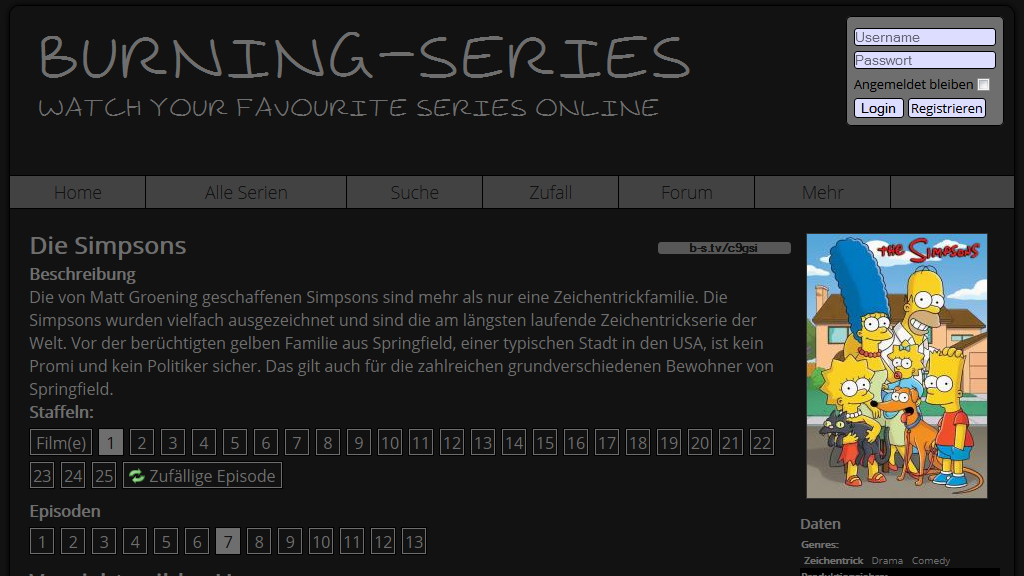 BURNING-SERIES
WATCH YOUR FAVOURITE SERIES ONLINE
Username
Passwort
Angemeldet bleiben
Login Registrieren
Home Alle Serien Suche Zufall Forum Mehr
Die Simpsons
b-s.tv/c9gsi
Beschreibung
Die von Matt Groening geschaffenen Simpsons sind mehr als nur eine Zeichentrickfamilie. Die
Simpsons wurden vielfach ausgezeichnet und sind die am längsten laufende Zeichentrickserie der
Welt. Vor der berüchtigten gelben Familie aus Springfield, einer typischen Stadt in den USA, ist kein
Promi und kein Politiker sicher. Das gilt auch für die zahlreichen grundverschiedenen Bewohner von
Springfield.
Staffeln:
Film(e) 1 2 3 4 5 6 7 8 9 10 11 12 13 14 15 16 17 18 19 20 21 22
23 24 25 Zufällige Episode
Episoden
1 2 3 4 5 6 7 8 9 10 11 12 13
THE SIMPSONS
Daten
Genres:
Zeichentrick Drama Comedy